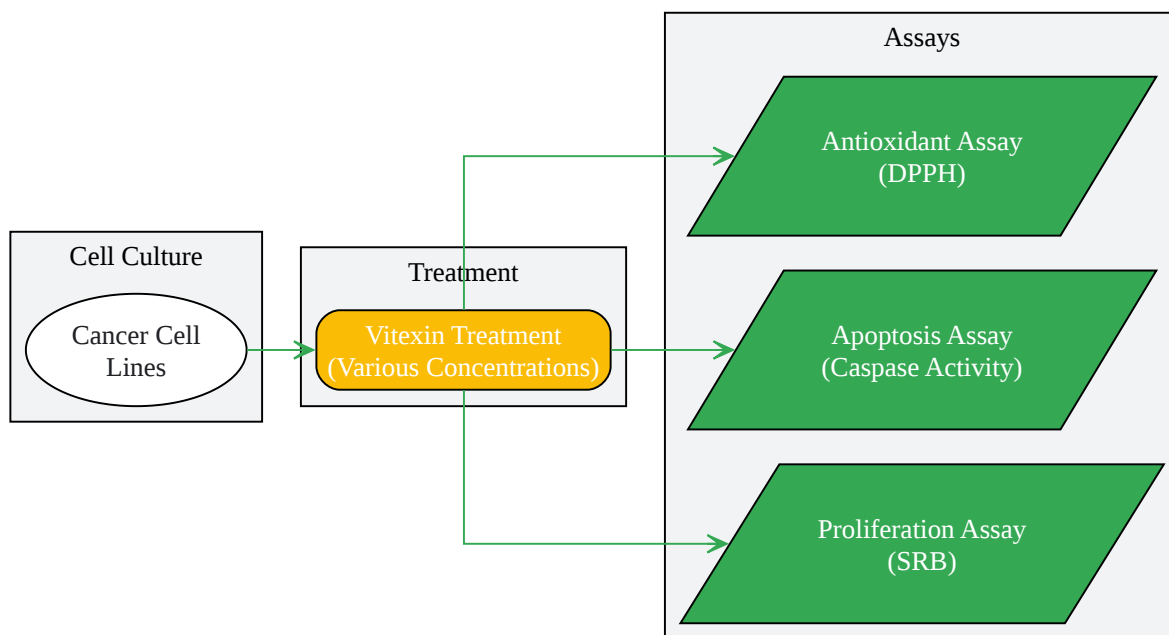 Cell Culture
Cancer Cell
Lines
Treatment
Vitexin Treatment
(Various Concentrations)
Assays
Antioxidant Assay
(DPPH)
Apoptosis Assay
(Caspase Activity)
Proliferation Assay
(SRB)